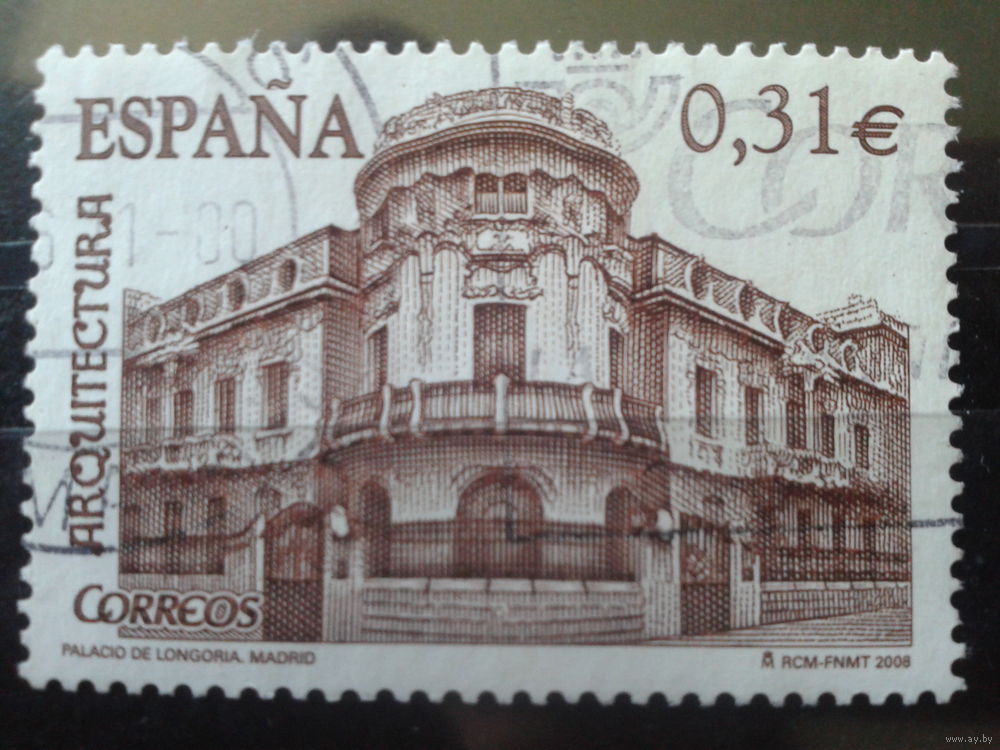 ESPAÑA
0,31€
ARQUITECTURA
CORREOS
PALACIO DE LONGORIA. MADRID
RCM-FNMT 2008
www.ay.by